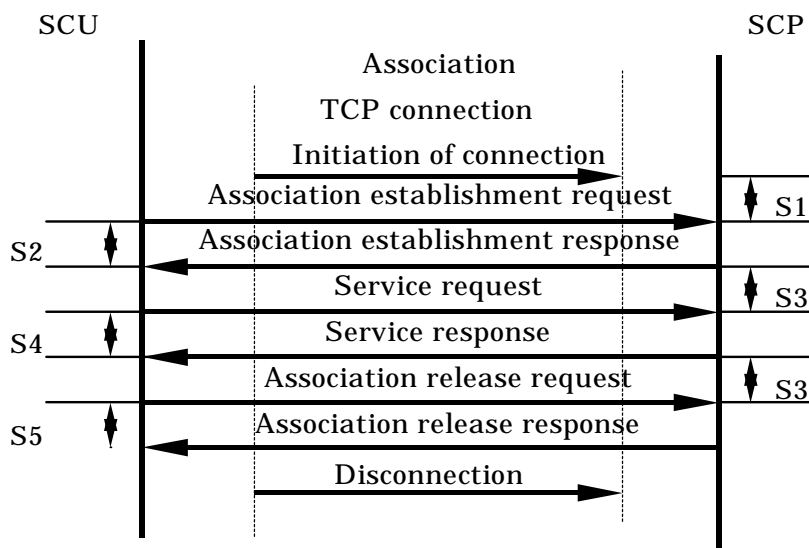 SCU
SCP
Association
TCP connection
Initiation of connection
Association establishment request
S1
Association establishment response
S2
Service request
S3
Service response
S4
Association release request
S3
Association release response
S5
Disconnection